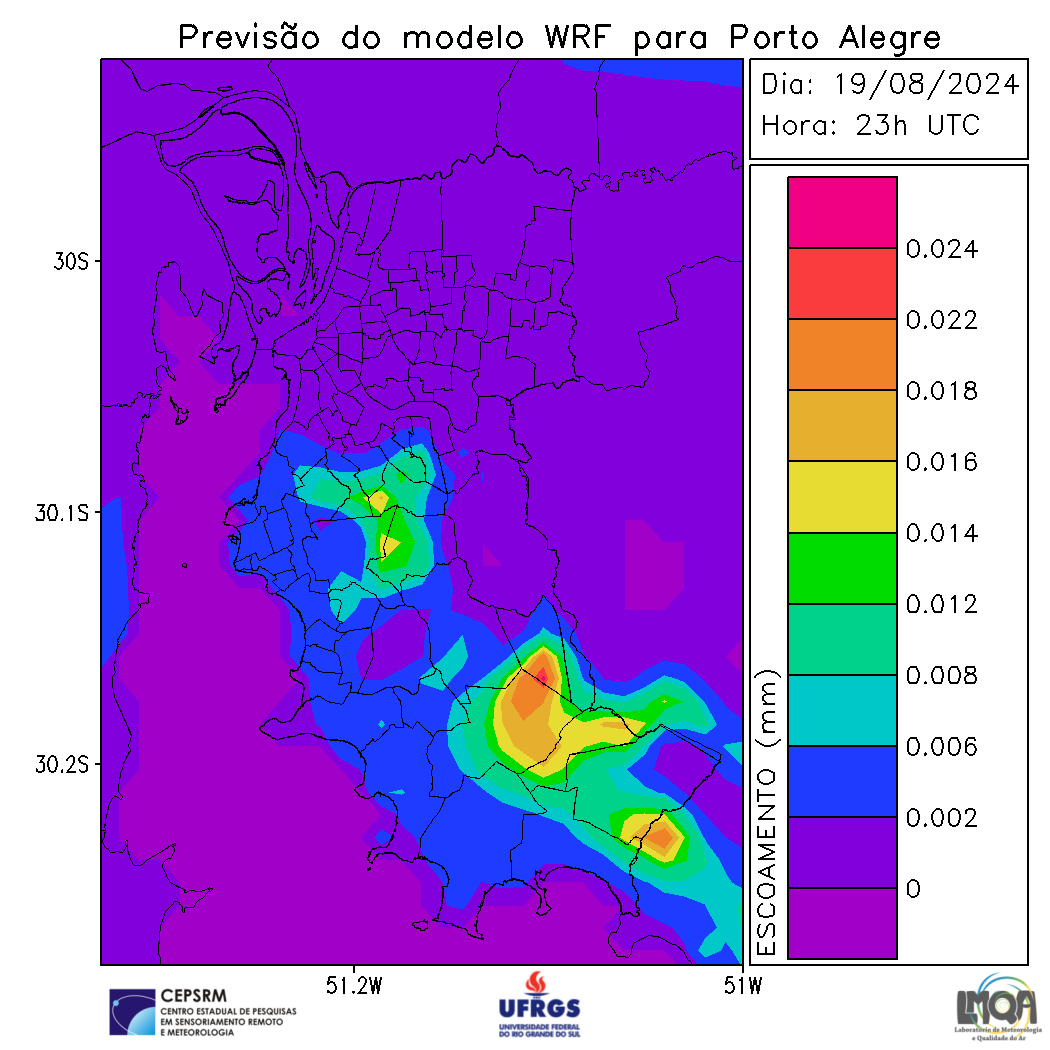 Previsão do modelo WRF para Porto Alegre
Dia: 19/08/2024
Hora: 23h UTC
0.024
0.022
0.018
0.016
0.014
0.012
0.008
0.006
0.002
0
ESCOAMENTO (mm)
30S
30.1S
30.2S
51.2W
51W
CEPSRM
CENTRO ESTADUAL DE PESQUISAS
EM SENSORIAMENTO REMOTO
E METEOROLOGIA
UFRGS
UNIVERSIDADE FEDERAL
DO RIO GRANDE DO SUL
LMQA
Laboratório de Meteorologia
e Qualidade do Ar